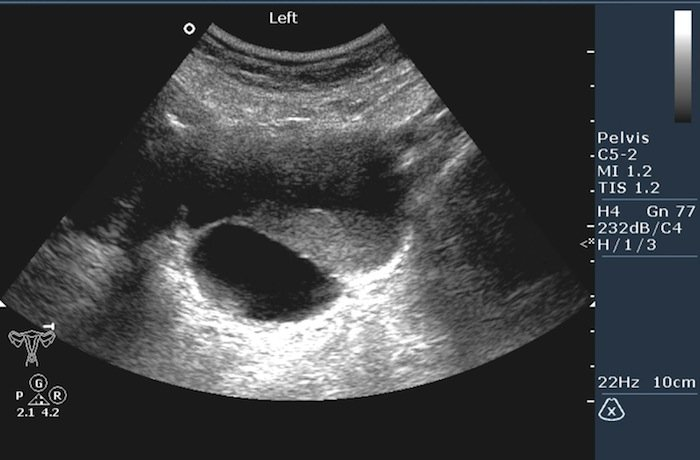 Left
Pelvis
C5-2
MI 1.2
TIS 1.2
H4 Gn 77
232dB/C4
H/1/3
<×
2
T
G
P R
2.1 4.2
22Hz 10cm
X